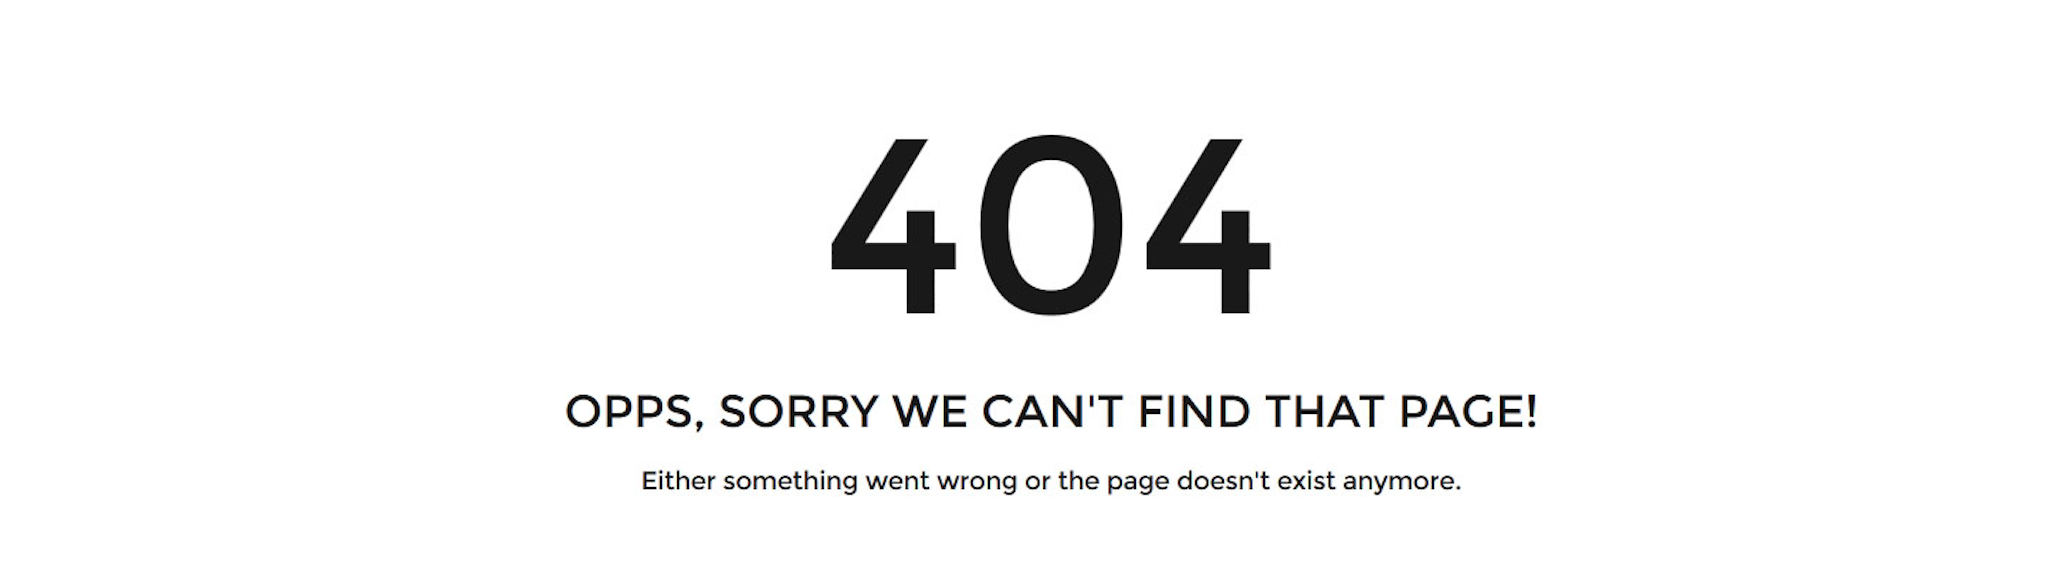 404
OPPS, SORRY WE CAN'T FIND THAT PAGE!
Either something went wrong or the page doesn't exist anymore.